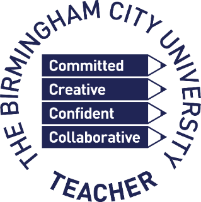 THE BIRMINGHAM CITY UNIVERSITY
Committed
Creative
Confident
Collaborative
TEACHER